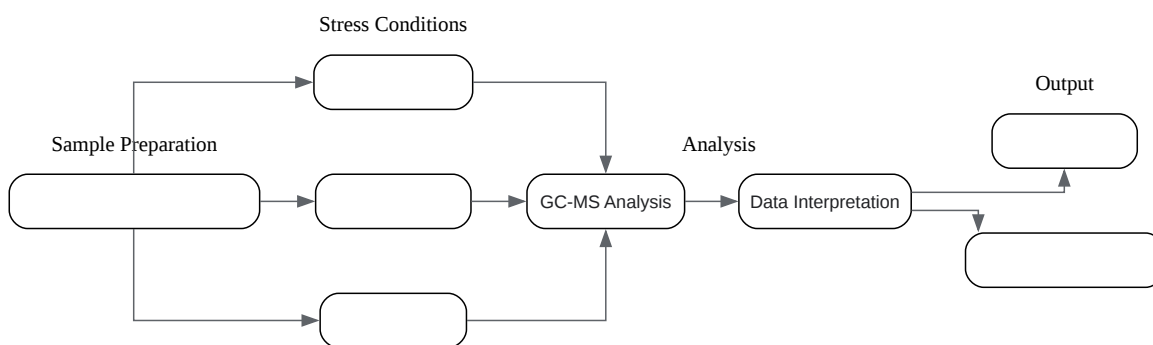 Stress Conditions
Output
Sample Preparation
Analysis
GC-MS Analysis
Data Interpretation